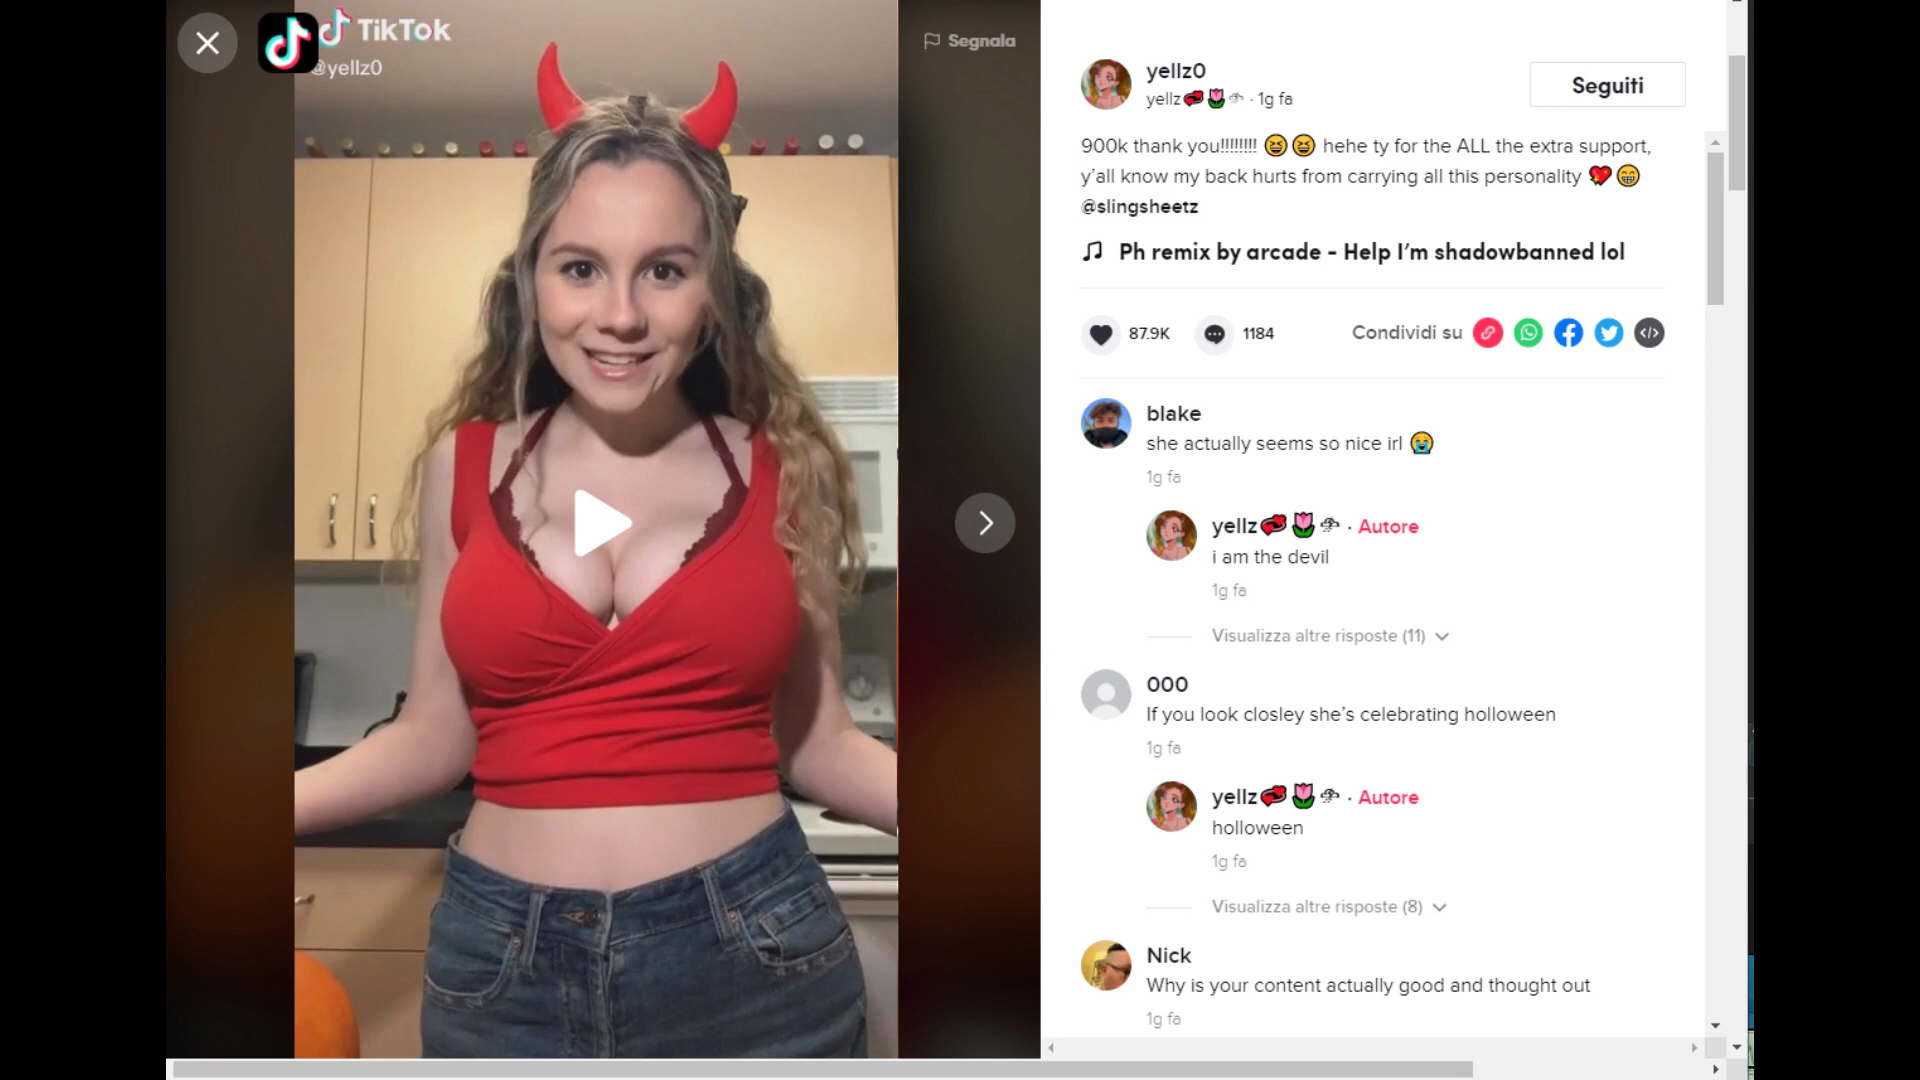 TikTok
@yellz0
Segnala
yellz0
yellz💞🌷🌪 · 1g fa
Seguiti
900k thank you!!!!!!!! 😆😆 hehe ty for the ALL the extra support,
y'all know my back hurts from carrying all this personality 💖😁
@slingsheetz
Ph remix by arcade - Help I'm shadowbanned lol
87.9K
1184
Condividi su
blake
she actually seems so nice irl 😭
1g fa
yellz💞🌷🌪 · Autore
i am the devil
1g fa
Visualizza altre risposte (11)
000
If you look closley she's celebrating holloween
1g fa
yellz💞🌷🌪 · Autore
holloween
1g fa
Visualizza altre risposte (8)
Nick
Why is your content actually good and thought out
1g fa